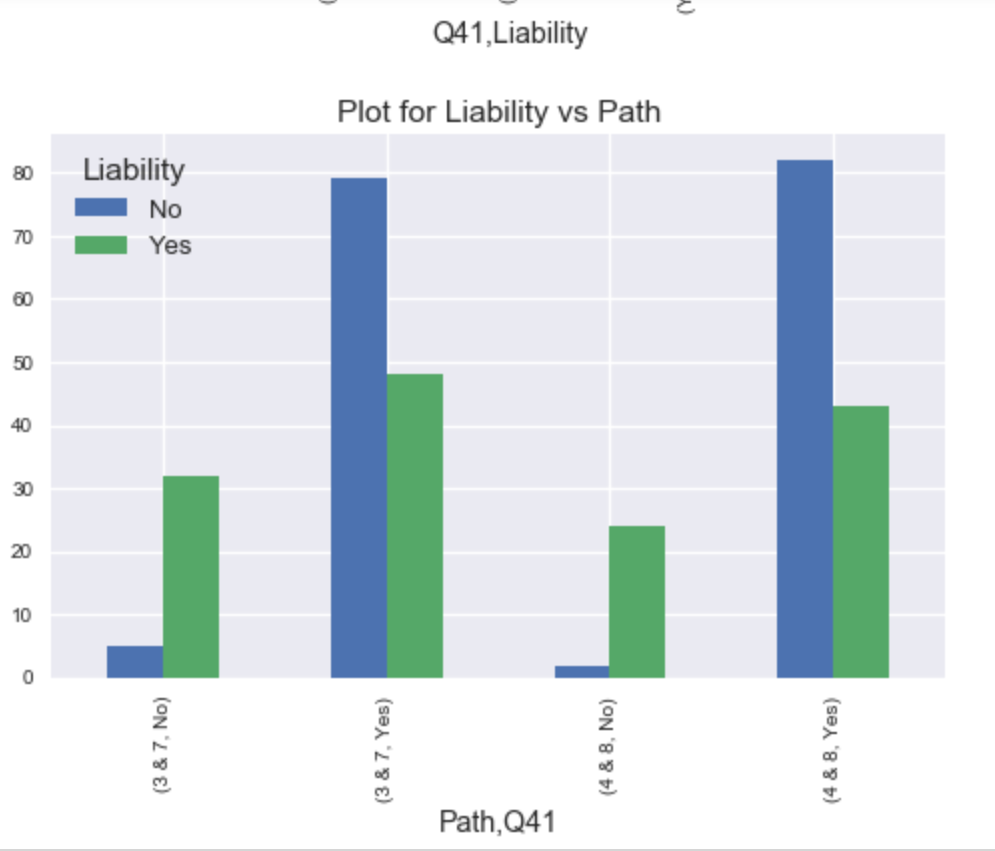 Q41,Liability
Plot for Liability vs Path
Liability
No
Yes
80
70
60
50
40
30
20
10
0
(3 & 7, No)
(3 & 7, Yes)
(4 & 8, No)
(4 & 8, Yes)
Path,Q41